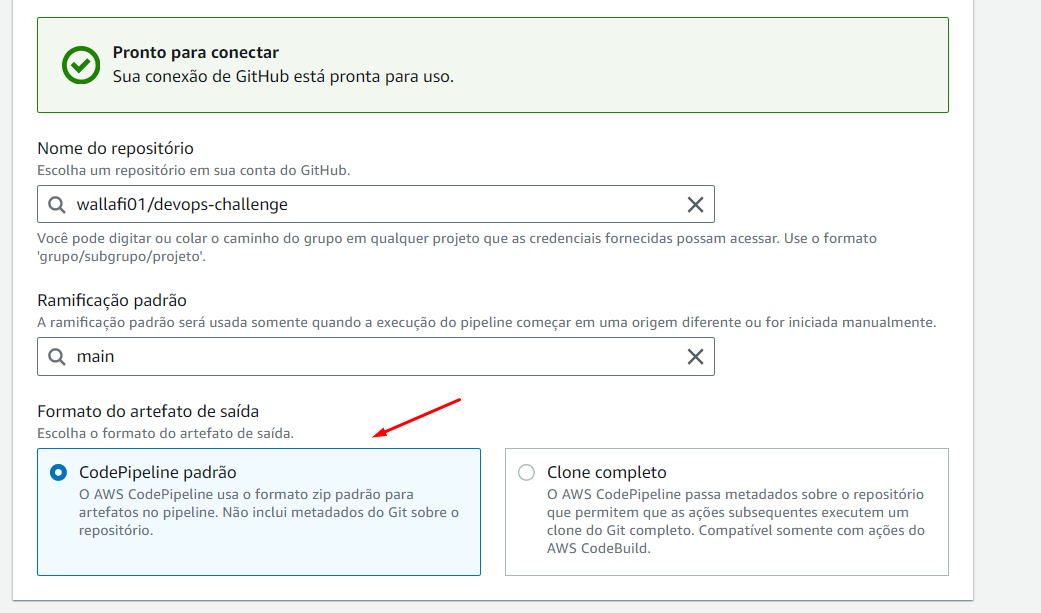 Pronto para conectar
Sua conexão de GitHub está pronta para uso.
Nome do repositório
Escolha um repositório em sua conta do GitHub.
wallafi01/devops-challenge
Você pode digitar ou colar o caminho do grupo em qualquer projeto que as credenciais fornecidas possam acessar. Use o formato
'grupo/subgrupo/projeto'.
Ramificação padrão
A ramificação padrão será usada somente quando a execução do pipeline começar em uma origem diferente ou for iniciada manualmente.
main
Formato do artefato de saída
Escolha o formato do artefato de saída.
CodePipeline padrão
O AWS CodePipeline usa o formato zip padrão para
artefatos no pipeline. Não inclui metadados do Git sobre o
repositório.
Clone completo
O AWS CodePipeline passa metadados sobre o repositório
que permitem que as ações subsequentes executem um
clone do Git completo. Compatível somente com ações do
AWS CodeBuild.